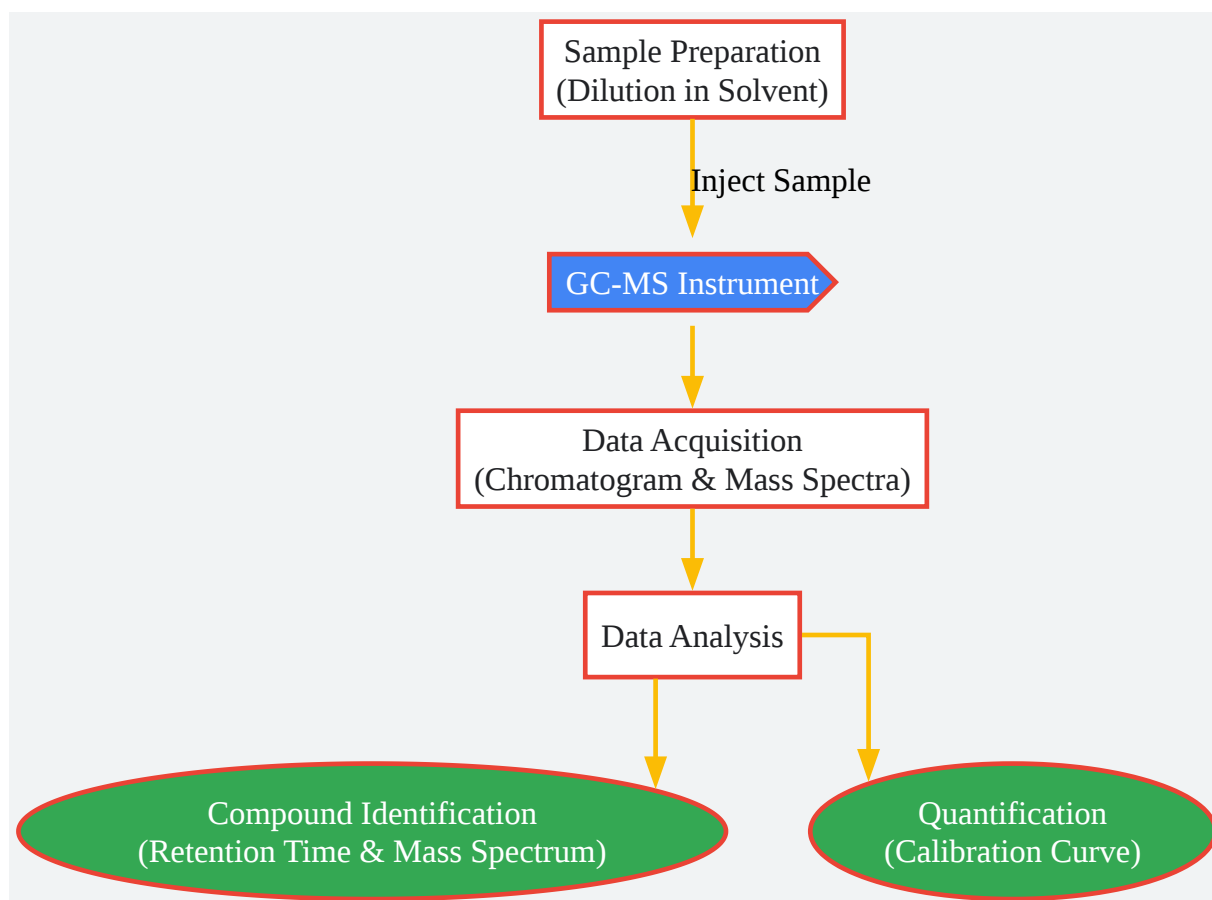 Sample Preparation
(Dilution in Solvent)
Inject Sample
GC-MS Instrument
Data Acquisition
(Chromatogram & Mass Spectra)
Data Analysis
Compound Identification
(Retention Time & Mass Spectrum)
Quantification
(Calibration Curve)